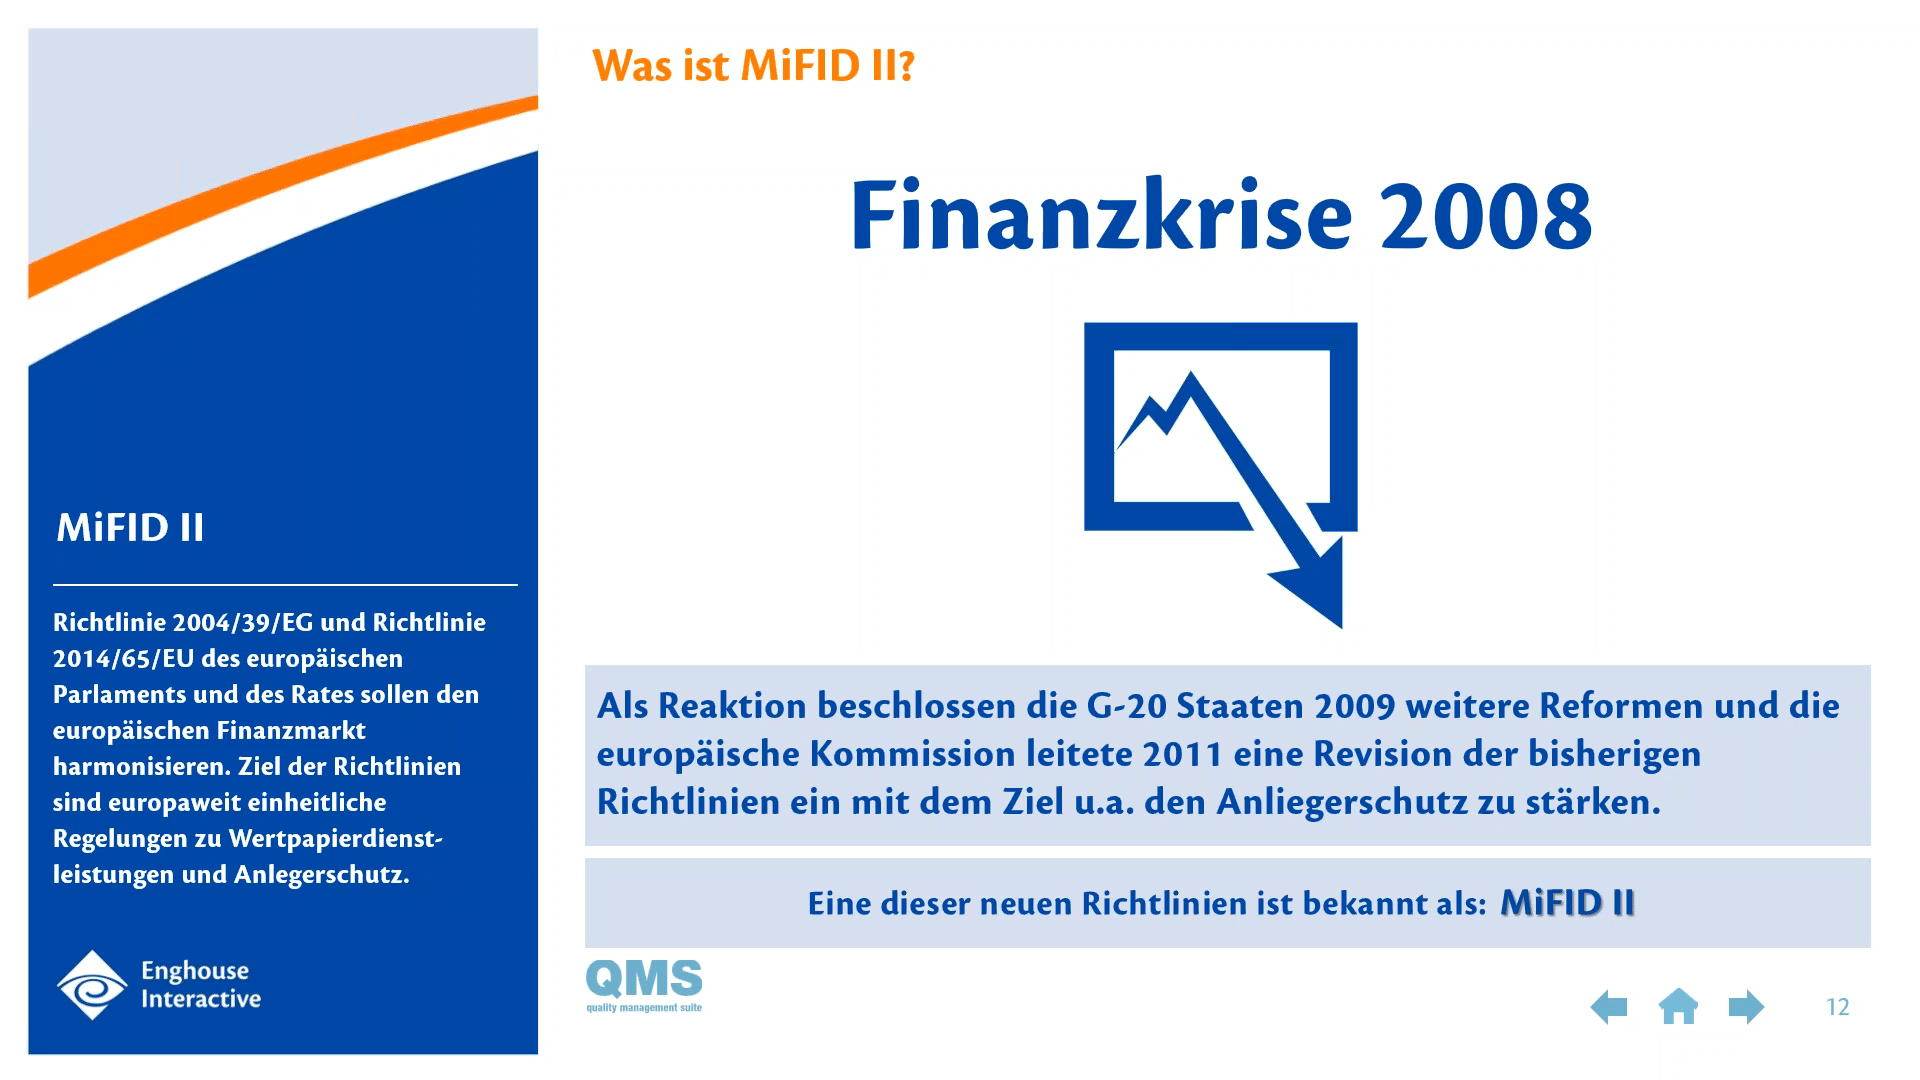 Was ist MiFID II?
Finanzkrise 2008
MiFID II
Richtlinie 2004/39/EG und Richtlinie
2014/65/EU des europäischen
Parlaments und des Rates sollen den
europäischen Finanzmarkt
harmonisieren. Ziel der Richtlinien
sind europaweit einheitliche
Regelungen zu Wertpapierdienst-
leistungen und Anlegerschutz.
Als Reaktion beschlossen die G-20 Staaten 2009 weitere Reformen und die
europäische Kommission leitete 2011 eine Revision der bisherigen
Richtlinien ein mit dem Ziel u.a. den Anliegerschutz zu stärken.
Eine dieser neuen Richtlinien ist bekannt als: MiFID II
Enghouse
Interactive
QMS
quality management suite
12